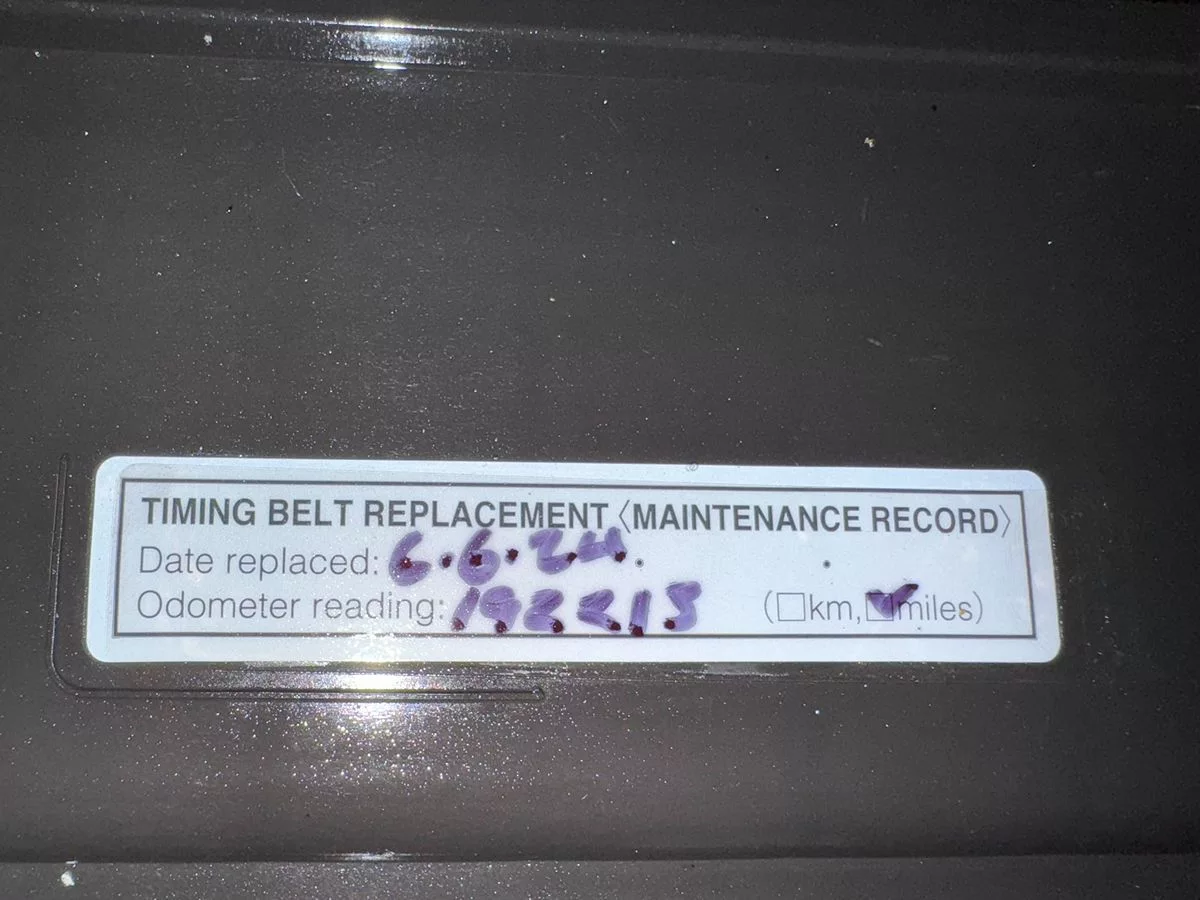 TIMING BELT REPLACEMENT〈MAINTENANCE RECORD〉
Date replaced: 6.6.24.
Odometer reading: 192213 (☐km, ☑miles)